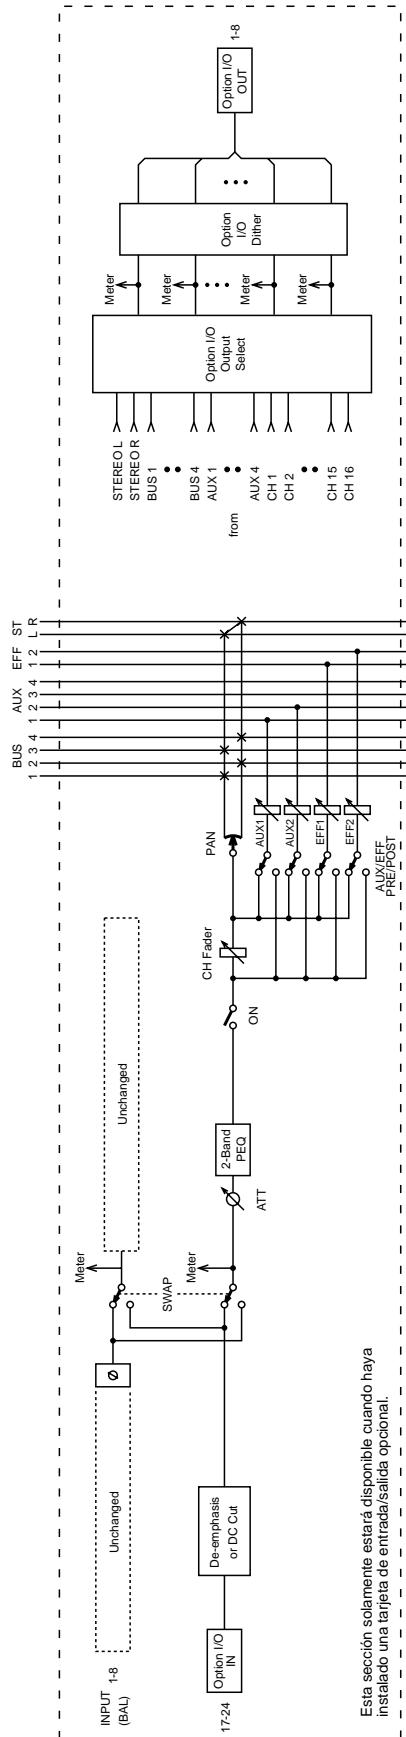 INPUT 1-8
(BAL)
Unchanged
Ø
Meter
Unchanged
SWAP
17-24
Option I/O
IN
De-emphasis
or DC Cut
Meter
ATT
2-Band
PEQ
ON
CH Fader
PAN
AUX1
AUX2
EFF1
EFF2
AUX/EFF
PRE/POST
BUS
1 2 3 4
AUX
1 2 3 4
EFF
1 2
ST
L R
from
STEREO L
STEREO R
BUS 1
BUS 4
AUX 1
AUX 4
CH 1
CH 2
CH 15
CH 16
Option I/O
Output
Select
Meter
Meter
Meter
Meter
Option
I/O
Dither
Option I/O
OUT
1-8
Esta sección solamente estará disponible cuando haya
instalado una tarjeta de entrada/salida opcional.